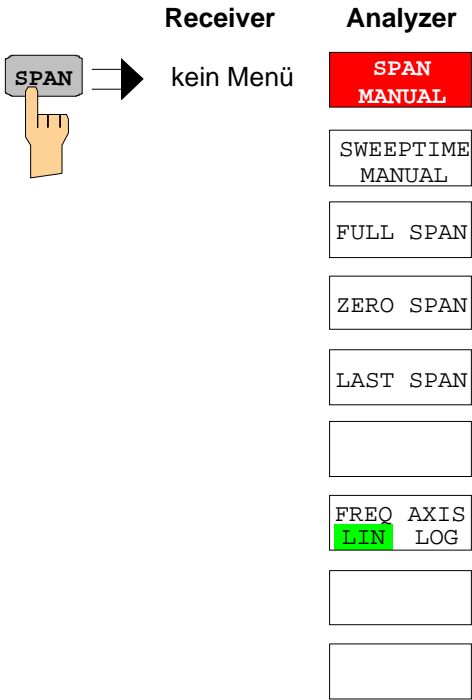 Receiver Analyzer
SPAN kein Menü SPAN
MANUAL
SWEEPTIME
MANUAL
FULL SPAN
ZERO SPAN
LAST SPAN
FREQ AXIS
LIN LOG